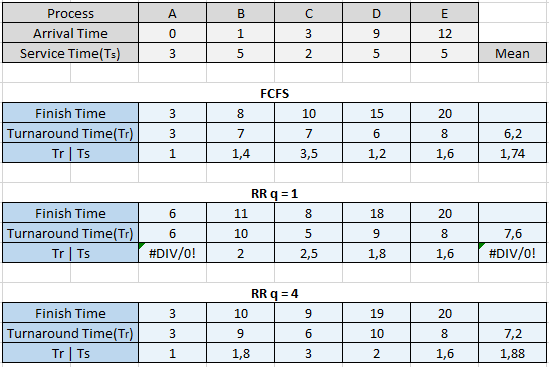 Process A B C D E
Arrival Time 0 1 3 9 12
Service Time(Ts) 3 5 2 5 5 Mean
FCFS
Finish Time 3 8 10 15 20
Turnaround Time(Tr) 3 7 7 6 8 6,2
Tr | Ts 1 1,4 3,5 1,2 1,6 1,74
RR q = 1
Finish Time 6 11 8 18 20
Turnaround Time(Tr) 6 10 5 9 8 7,6
Tr | Ts #DIV/0! 2 2,5 1,8 1,6 #DIV/0!
RR q = 4
Finish Time 3 10 9 19 20
Turnaround Time(Tr) 3 9 6 10 8 7,2
Tr | Ts 1 1,8 3 2 1,6 1,88